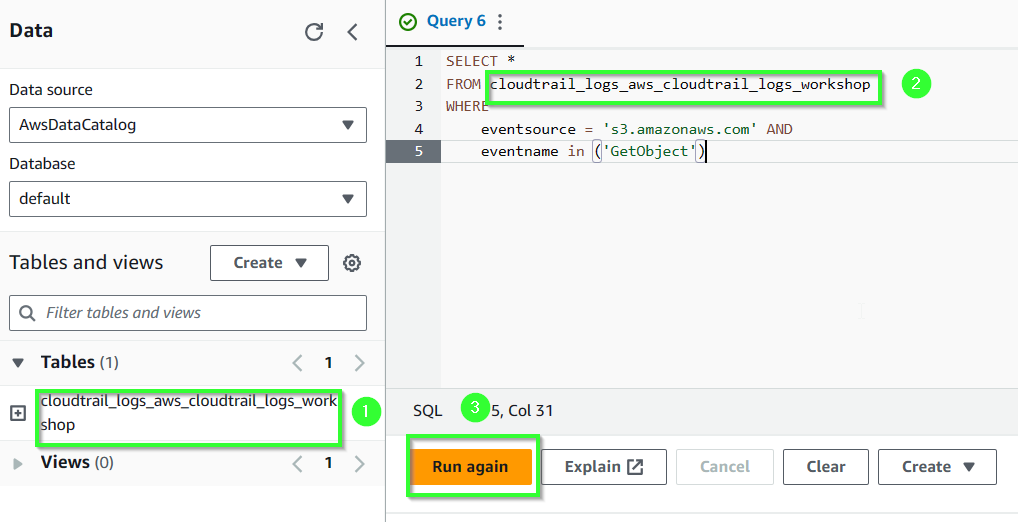 Data
Data source
AwsDataCatalog
Database
default
Tables and views
Create
Filter tables and views
Tables (1)
1
cloudtrail_logs_aws_cloudtrail_logs_work
shop
1
Views (0)
1
Query 6
1 SELECT *
2 FROM cloudtrail_logs_aws_cloudtrail_logs_workshop
2
3 WHERE
4 eventsource = 's3.amazonaws.com' AND
5 eventname in ('GetObject')
SQL
3
5, Col 31
Run again
Explain
Cancel
Clear
Create